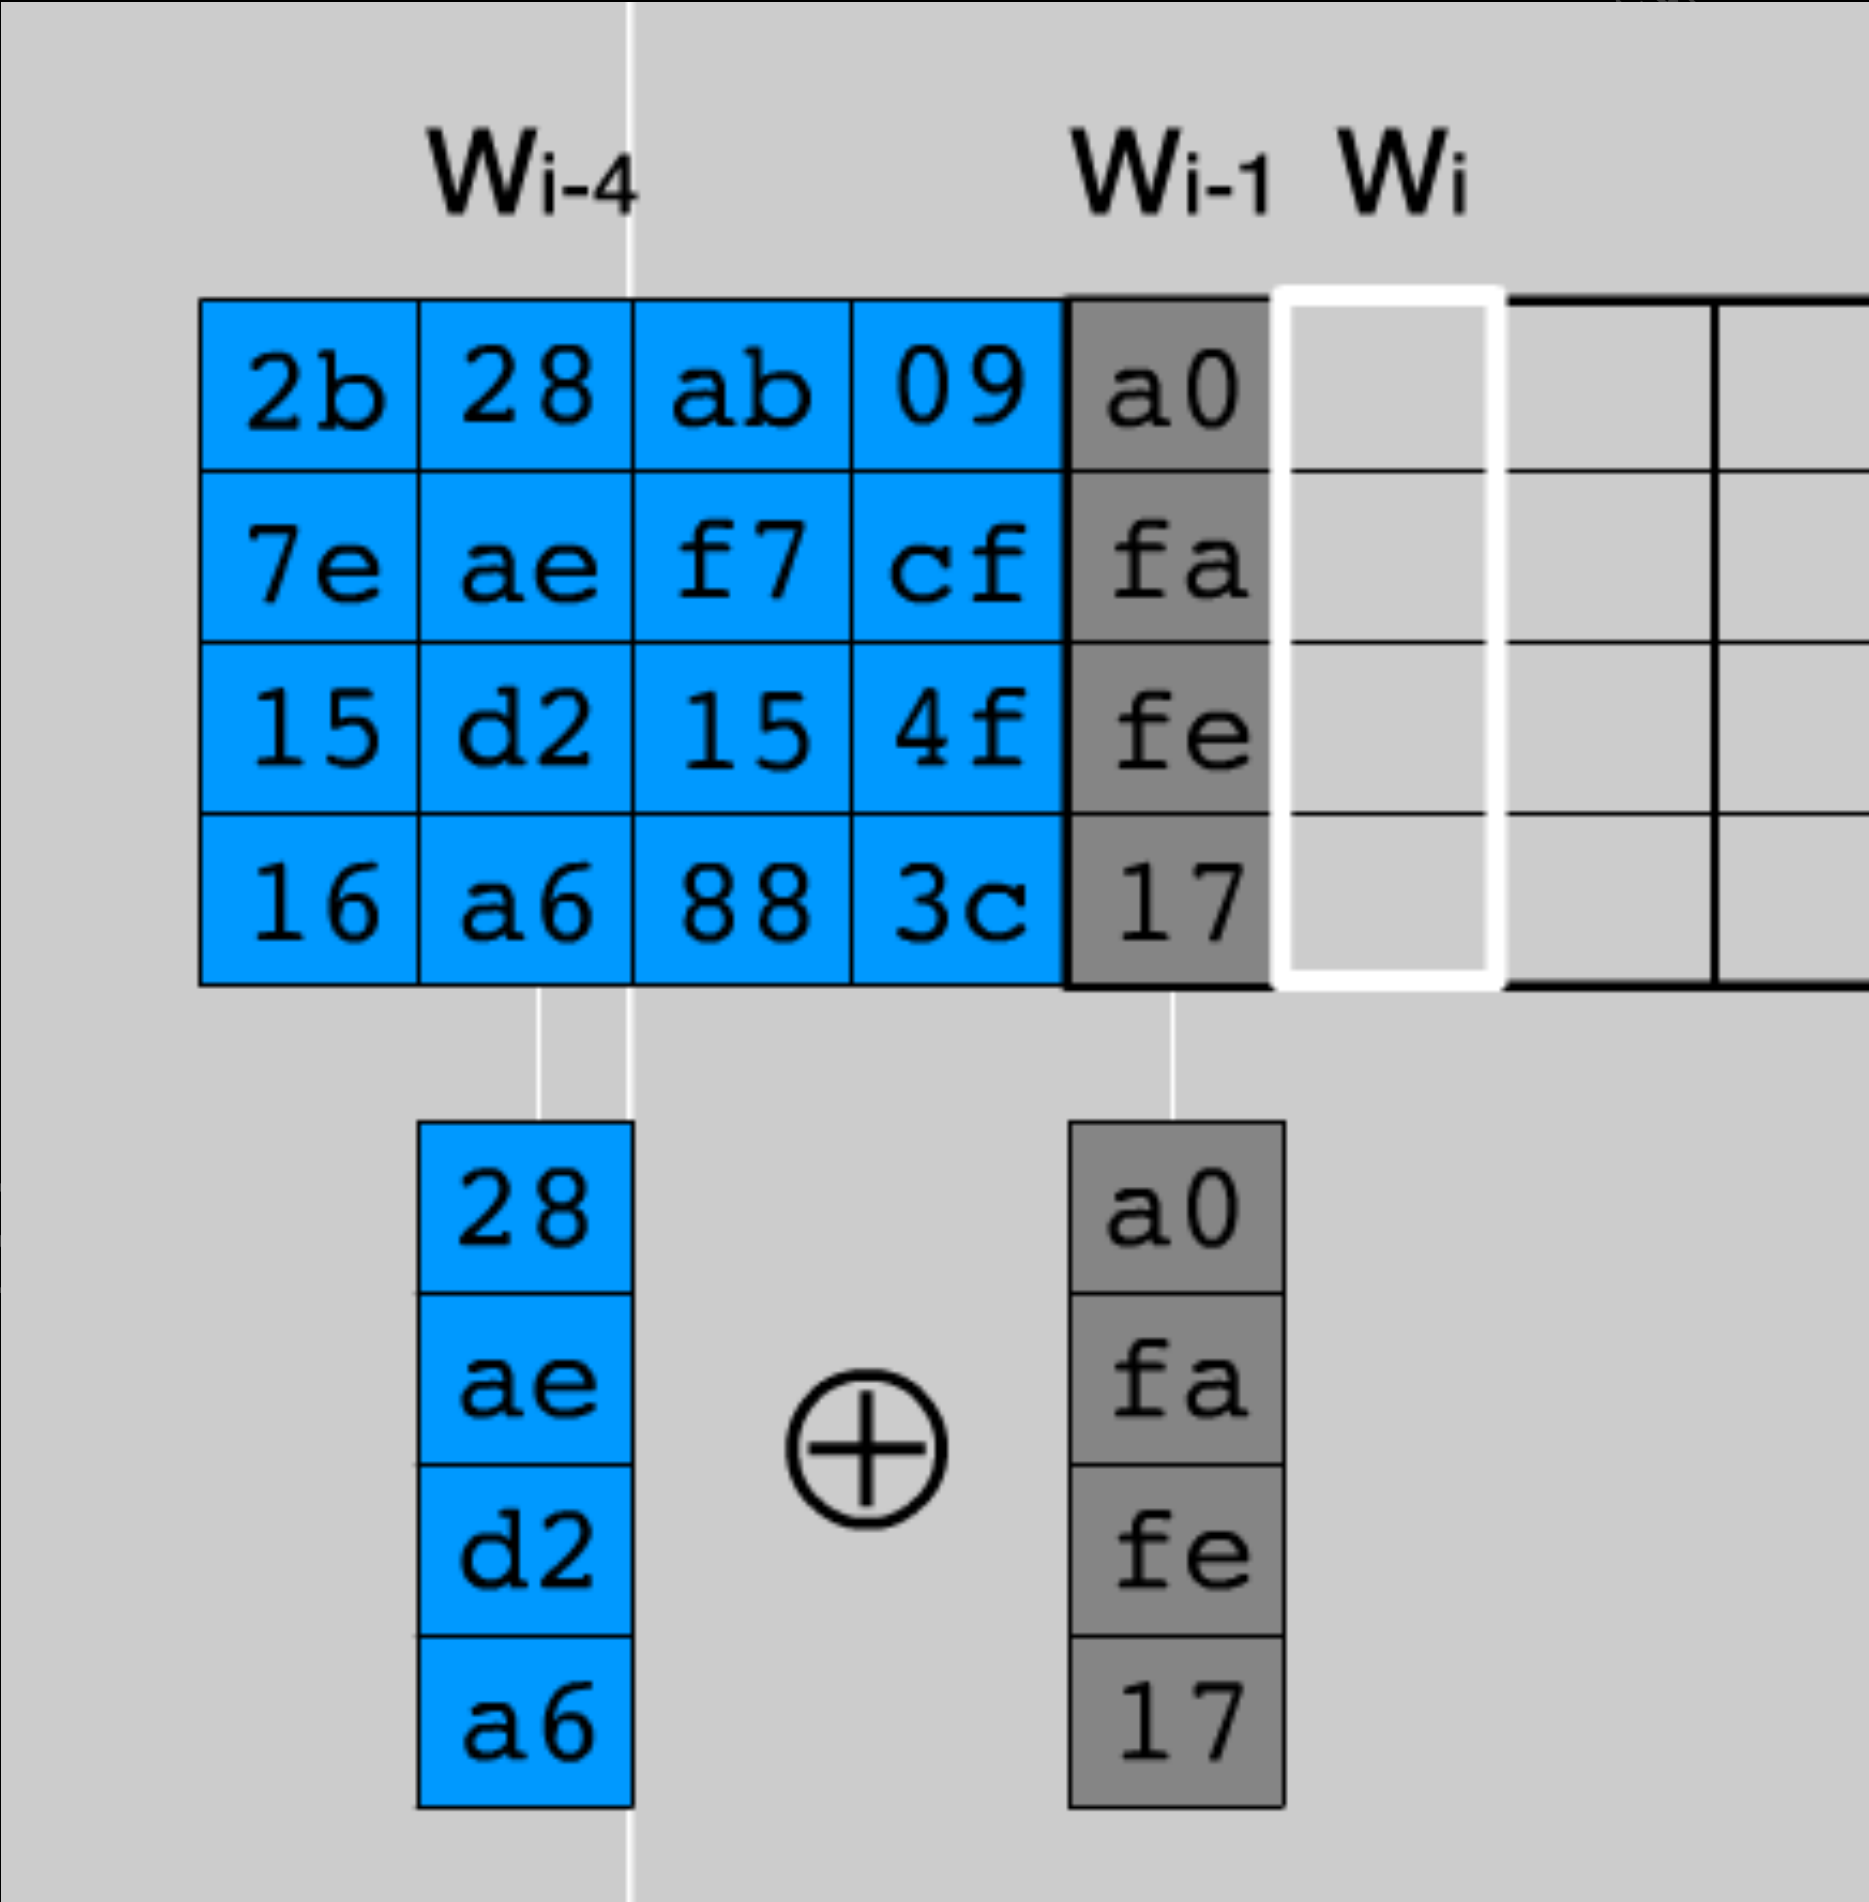 Wi-4 Wi-1 Wi
2b 28 ab 09 a0
7e ae f7 cf fa
15 d2 15 4f fe
16 a6 88 3c 17
28 a0
ae fa
d2 fe
a6 17